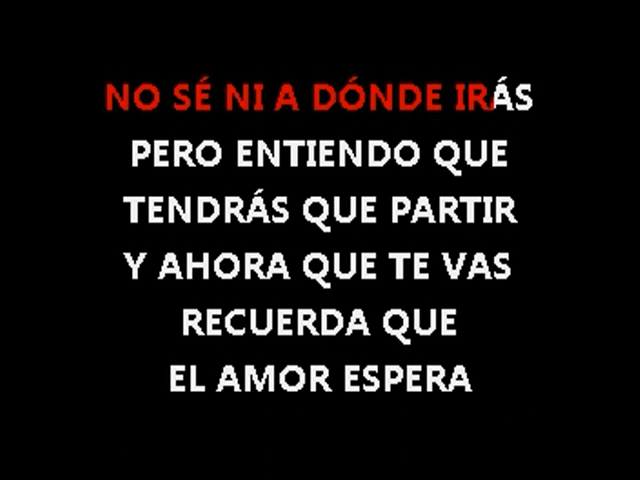 NO SÉ NI A DÓNDE IRÁS
PERO ENTIENDO QUE
TENDRÁS QUE PARTIR
Y AHORA QUE TE VAS
RECUERDA QUE
EL AMOR ESPERA